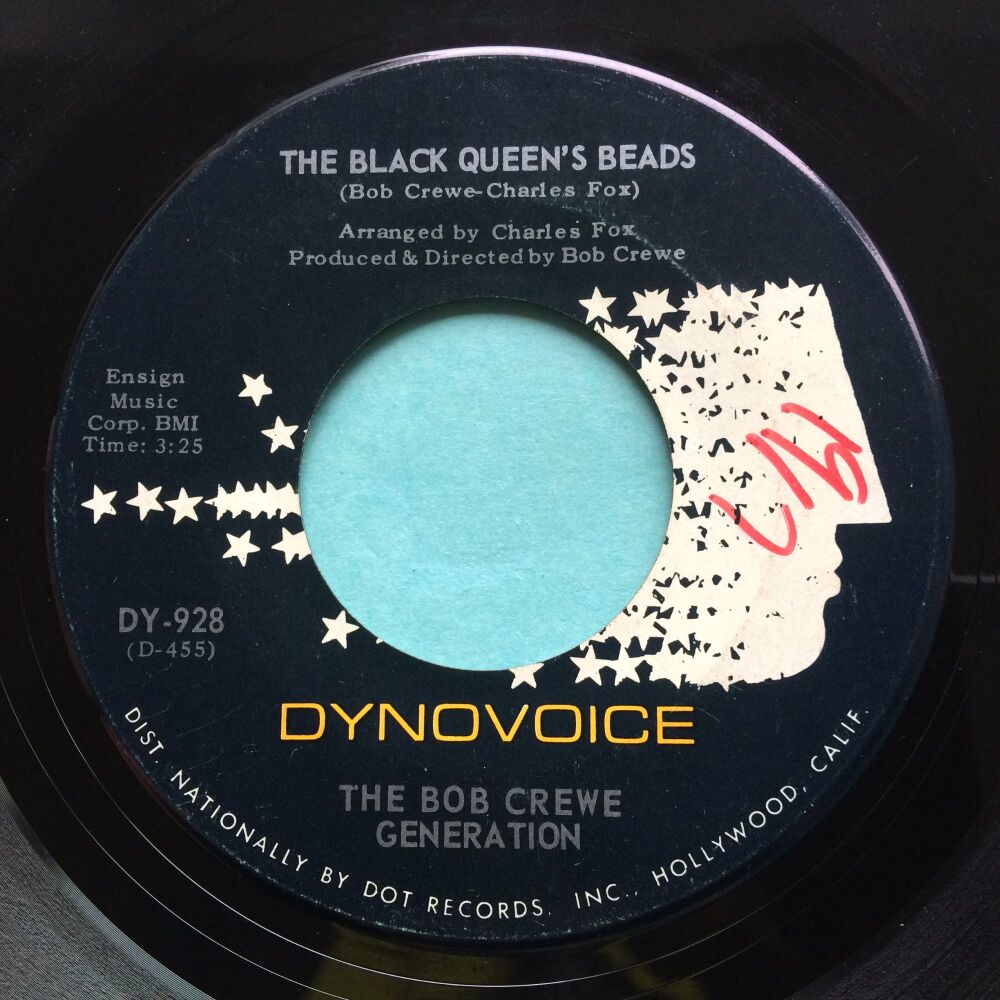 THE BLACK QUEEN'S BEADS
(Bob Crewe-Charles Fox)
Arranged by Charles Fox
Produced & Directed by Bob Crewe
Ensign
Music
Corp. BMI
Time: 3:25
DY-928
(D-455)
DYNOVOICE
THE BOB CREWE
GENERATION
DIST. NATIONALLY BY DOT RECORDS, INC., HOLLYWOOD, CALIF.